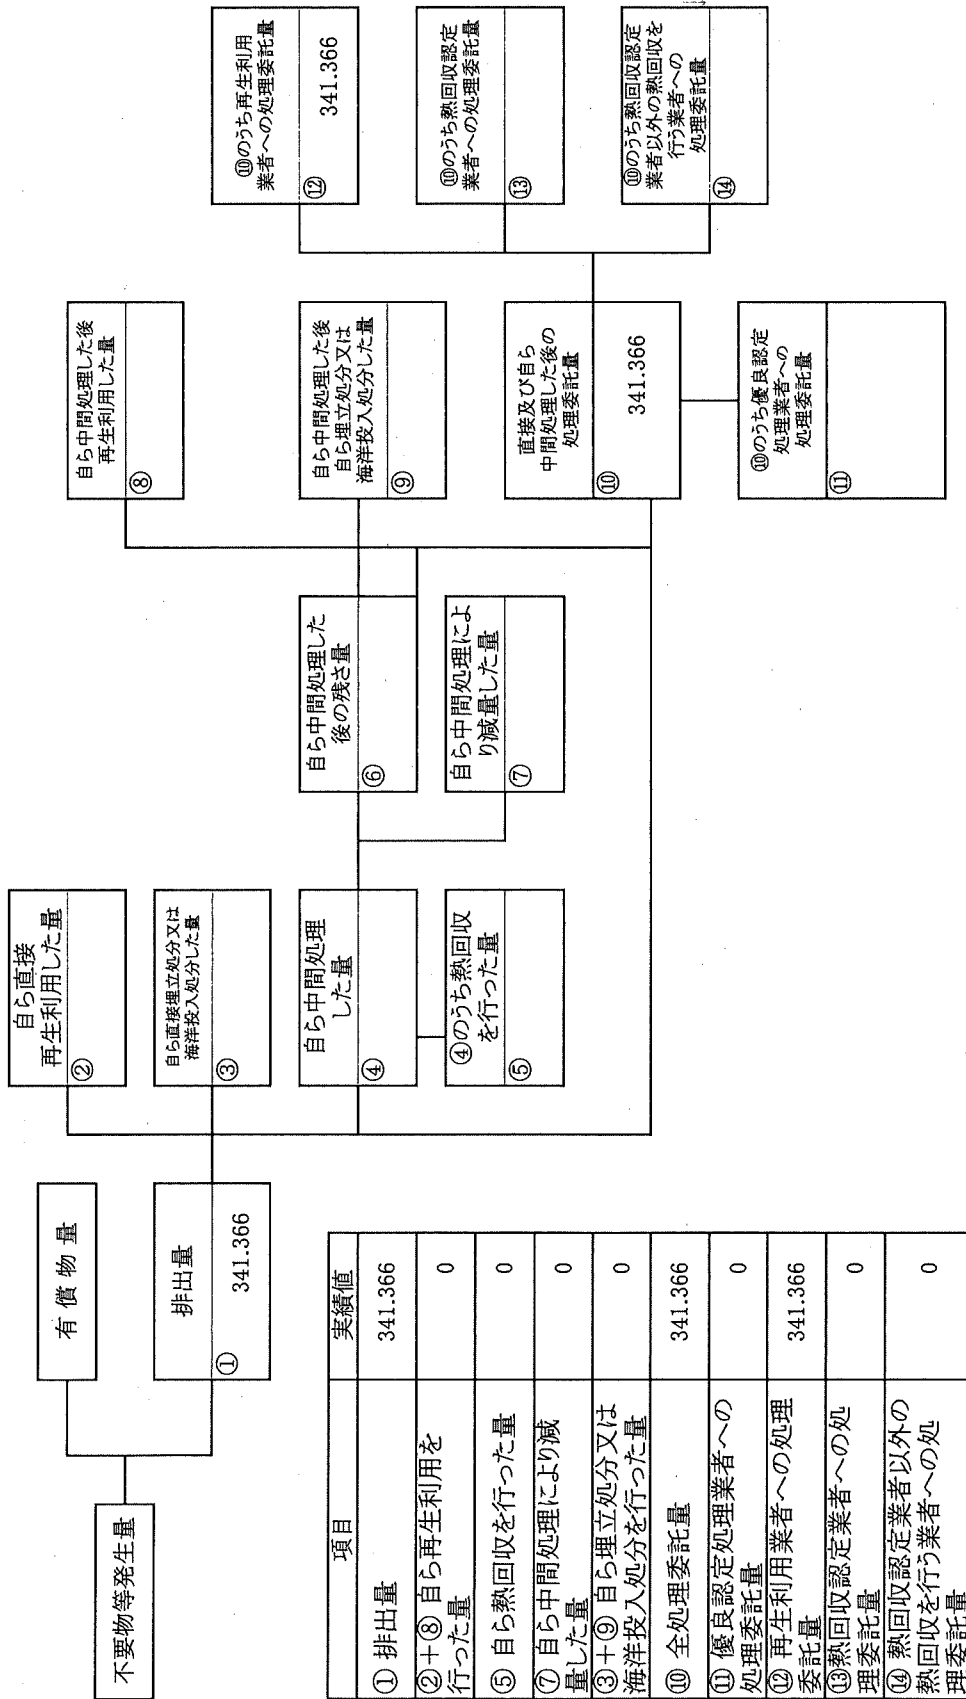 不要物等発生量
有償物量
排出量
①
341.366
自ら直接
再生利用した量
②
自ら直接埋立処分又は
海洋投入処分した量
③
自ら中間処理
した量
④
④のうち熱回収
を行った量
⑤
自ら中間処理した
後の残さ量
⑥
自ら中間処理によ
り減量した量
⑦
自ら中間処理した後
再生利用した量
⑧
自ら中間処理した後
自ら埋立処分又は
海洋投入処分した量
⑨
直接及び自ら
中間処理した後の
処理委託量
⑩
341.366
⑩のうち優良認定
処理業者への
処理委託量
⑪
⑩のうち再生利用
業者への処理委託量
⑫
341.366
⑩のうち熱回収認定
業者への処理委託量
⑬
⑩のうち熱回収認定
業者以外の熱回収を
行う業者への
処理委託量
⑭
項目 実績値
①排出量 341.366
②+⑧ 自ら再生利用を
行った量 0
⑤ 自ら熱回収を行った量 0
⑦ 自ら中間処理により減
量した量 0
③+⑨ 自ら埋立処分又は
海洋投入処分を行った量 0
⑩ 全処理委託量 341.366
⑪ 優良認定処理業者への
処理委託量 0
⑫ 再生利用業者への処理
委託量 341.366
⑬熱回収認定業者への処
理委託量 0
⑭ 熱回収認定業者以外の
熱回収を行う業者への処
理委託量 0